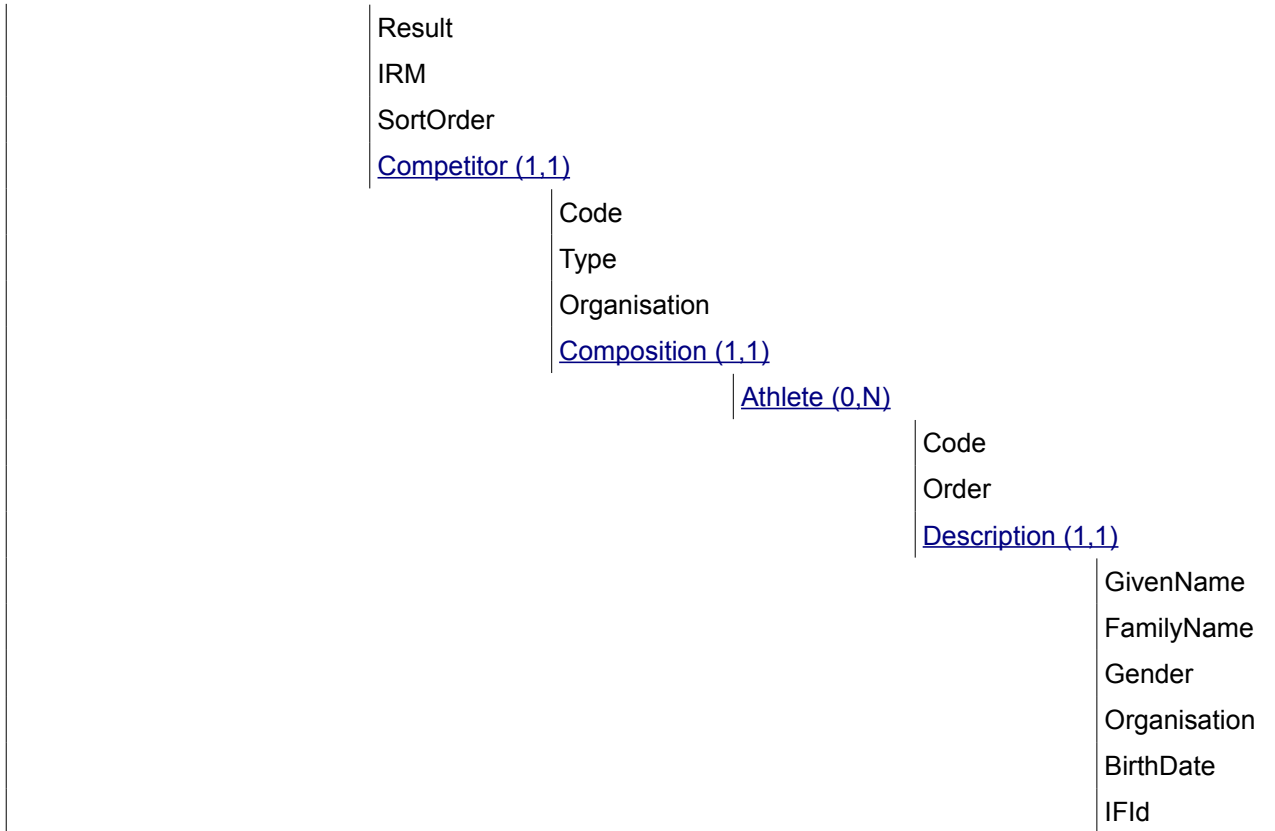 Result
IRM
SortOrder
Competitor (1,1)
Code
Type
Organisation
Composition (1,1)
Athlete (0,N)
Code
Order
Description (1,1)
GivenName
FamilyName
Gender
Organisation
BirthDate
IFId